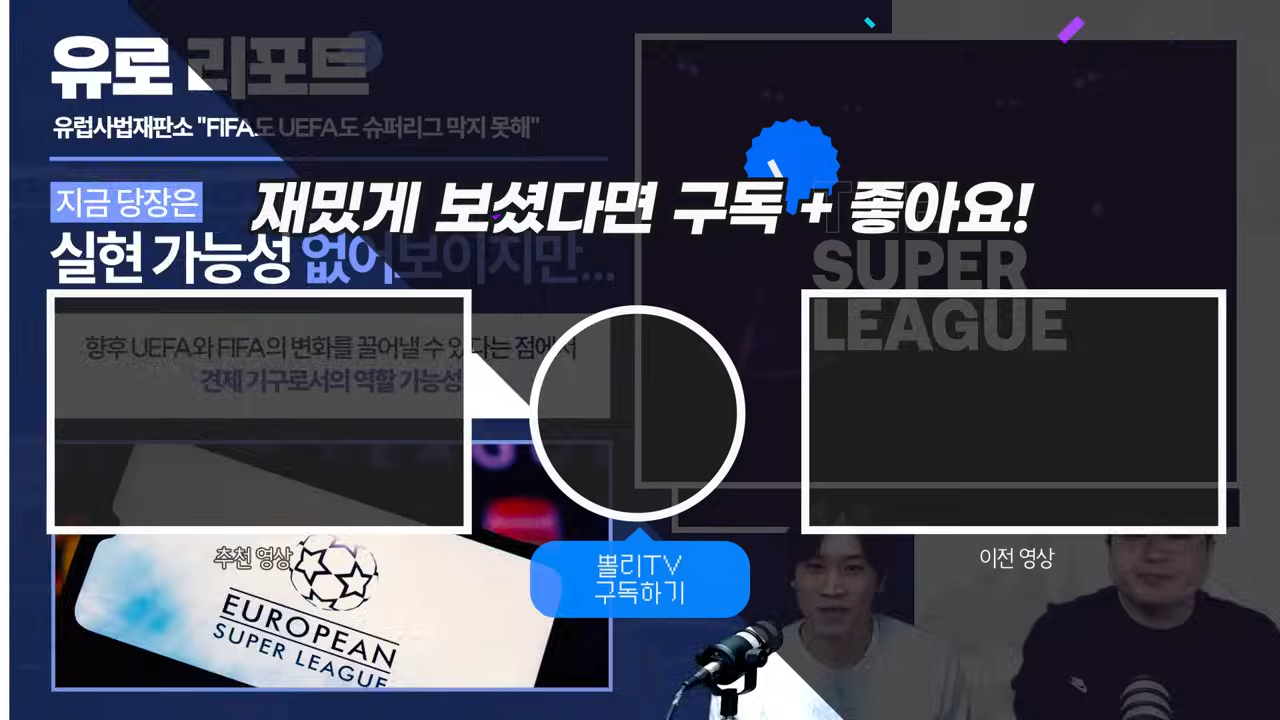 유로 리포트
유럽사법재판소 "FIFA도 UEFA도 슈퍼리그 막지 못해"
지금 당장은
재밌게 보셨다면 구독 + 좋아요!
실현 가능성 없어보이지만...
SUPER
LEAGUE
향후 UEFA와 FIFA의 변화를 끌어낼 수 있다는 점에서
견제 기구로서의 역할 가능성
추천 영상
이전 영상
뽈리TV
구독하기
EUROPEAN
SUPER LEAGUE